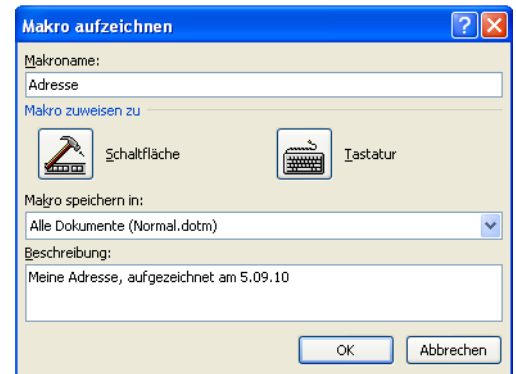 Makro aufzeichnen
Makroname:
Adresse
Makro zuweisen zu
Schaltfläche Tastatur
Makro speichern in:
Alle Dokumente (Normal.dotm)
Beschreibung:
Meine Adresse, aufgezeichnet am 5.09.10
OK Abbrechen